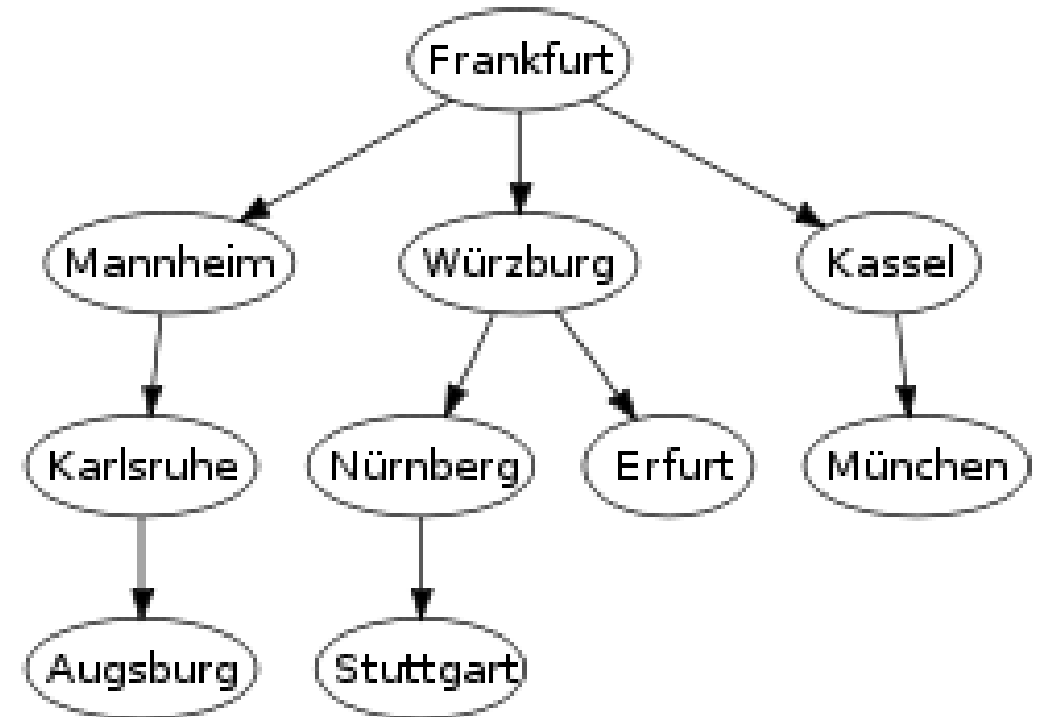 Frankfurt
Mannheim Würzburg Kassel
Karlsruhe Nürnberg Erfurt München
Augsburg Stuttgart